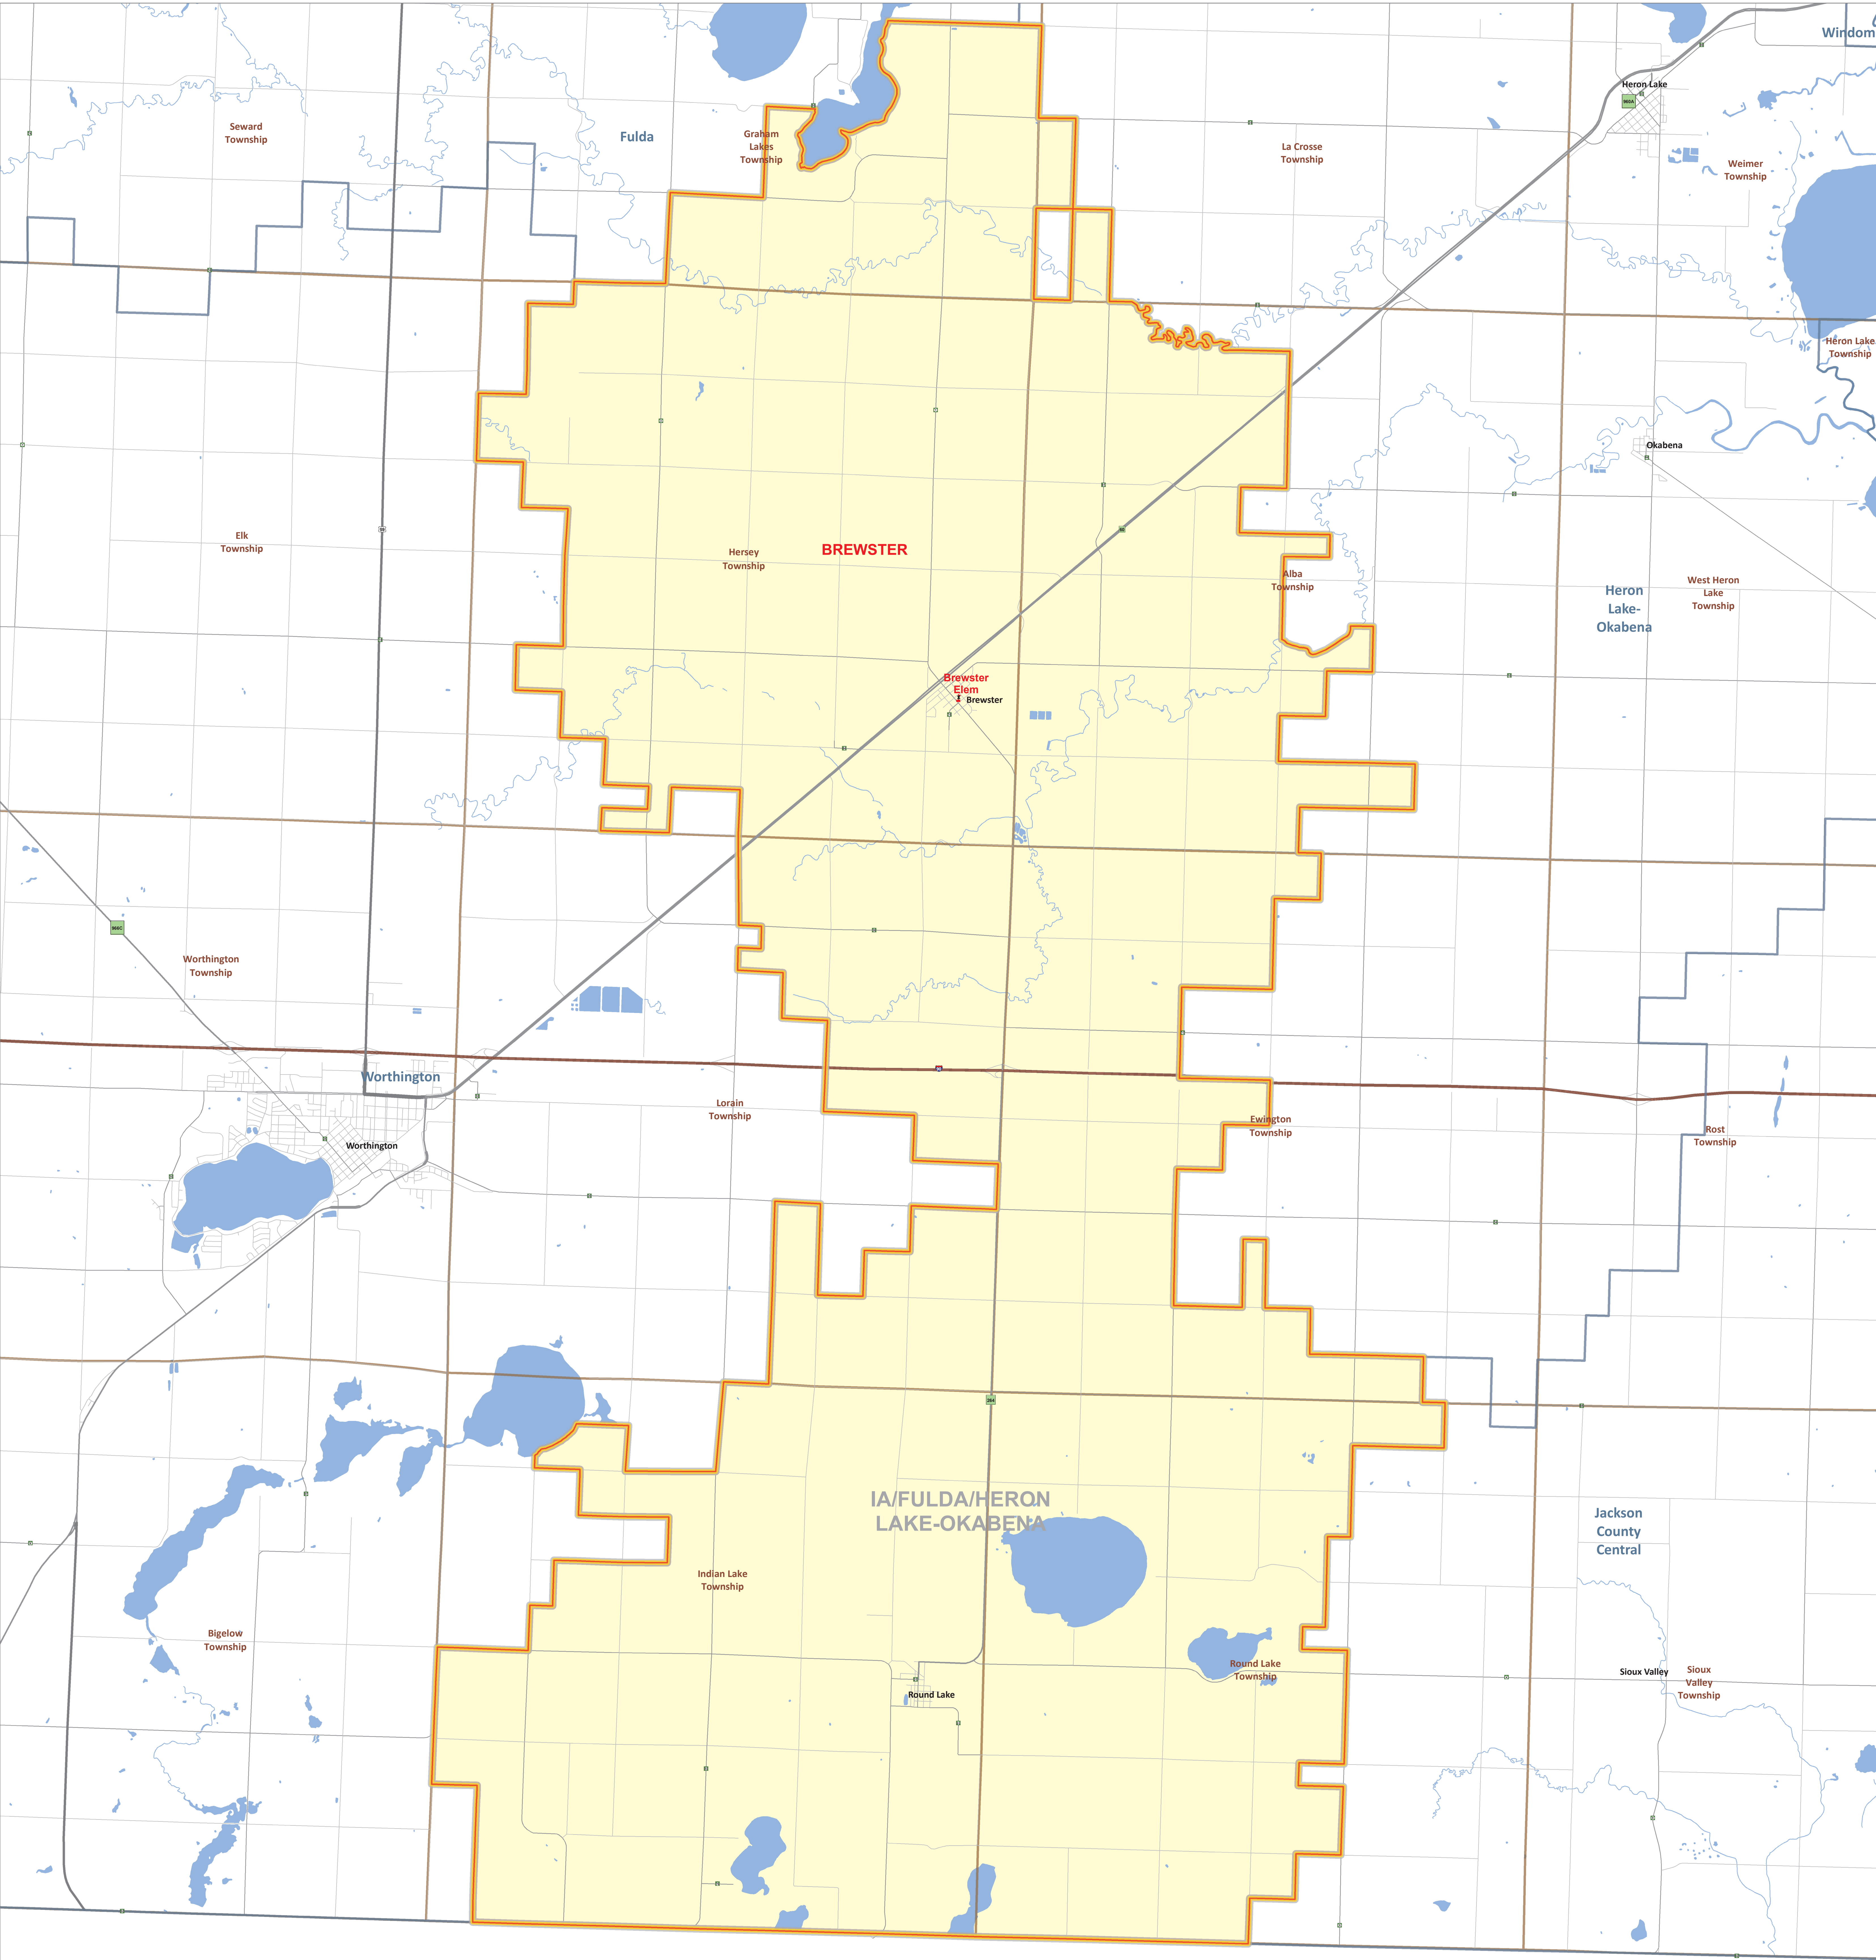 Windom
Heron Lake
960A
Seward
Township
Fulda
Graham
Lakes
Township
La Crosse
Township
Weimer
Township
Heron Lake
Township
Okabena
Elk
Township
Hersey
Township
BREWSTER
Alba
Township
Heron
Lake-
Okabena
West Heron
Lake
Township
Brewster
Elem
Brewster
Worthington
Township
Worthington
Lorain
Township
Ewington
Township
Rost
Township
Worthington
264
IA/FULDA/HERON
LAKE-OKABENA
Jackson
County
Central
Indian Lake
Township
Bigelow
Township
Round Lake
Township
Sioux Valley
Sioux
Valley
Township
Round Lake